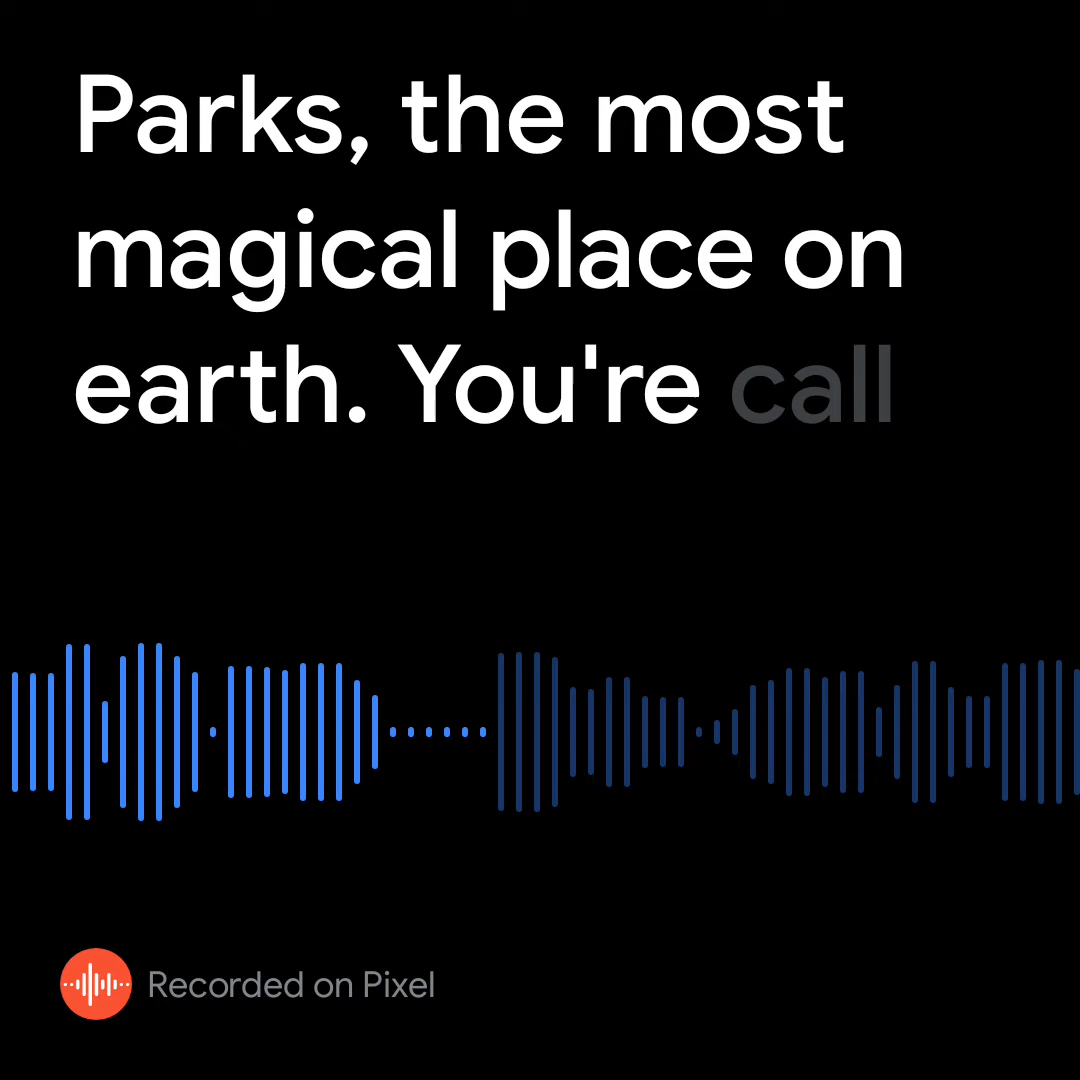 Parks, the most
magical place on
earth. You're call
Recorded on Pixel